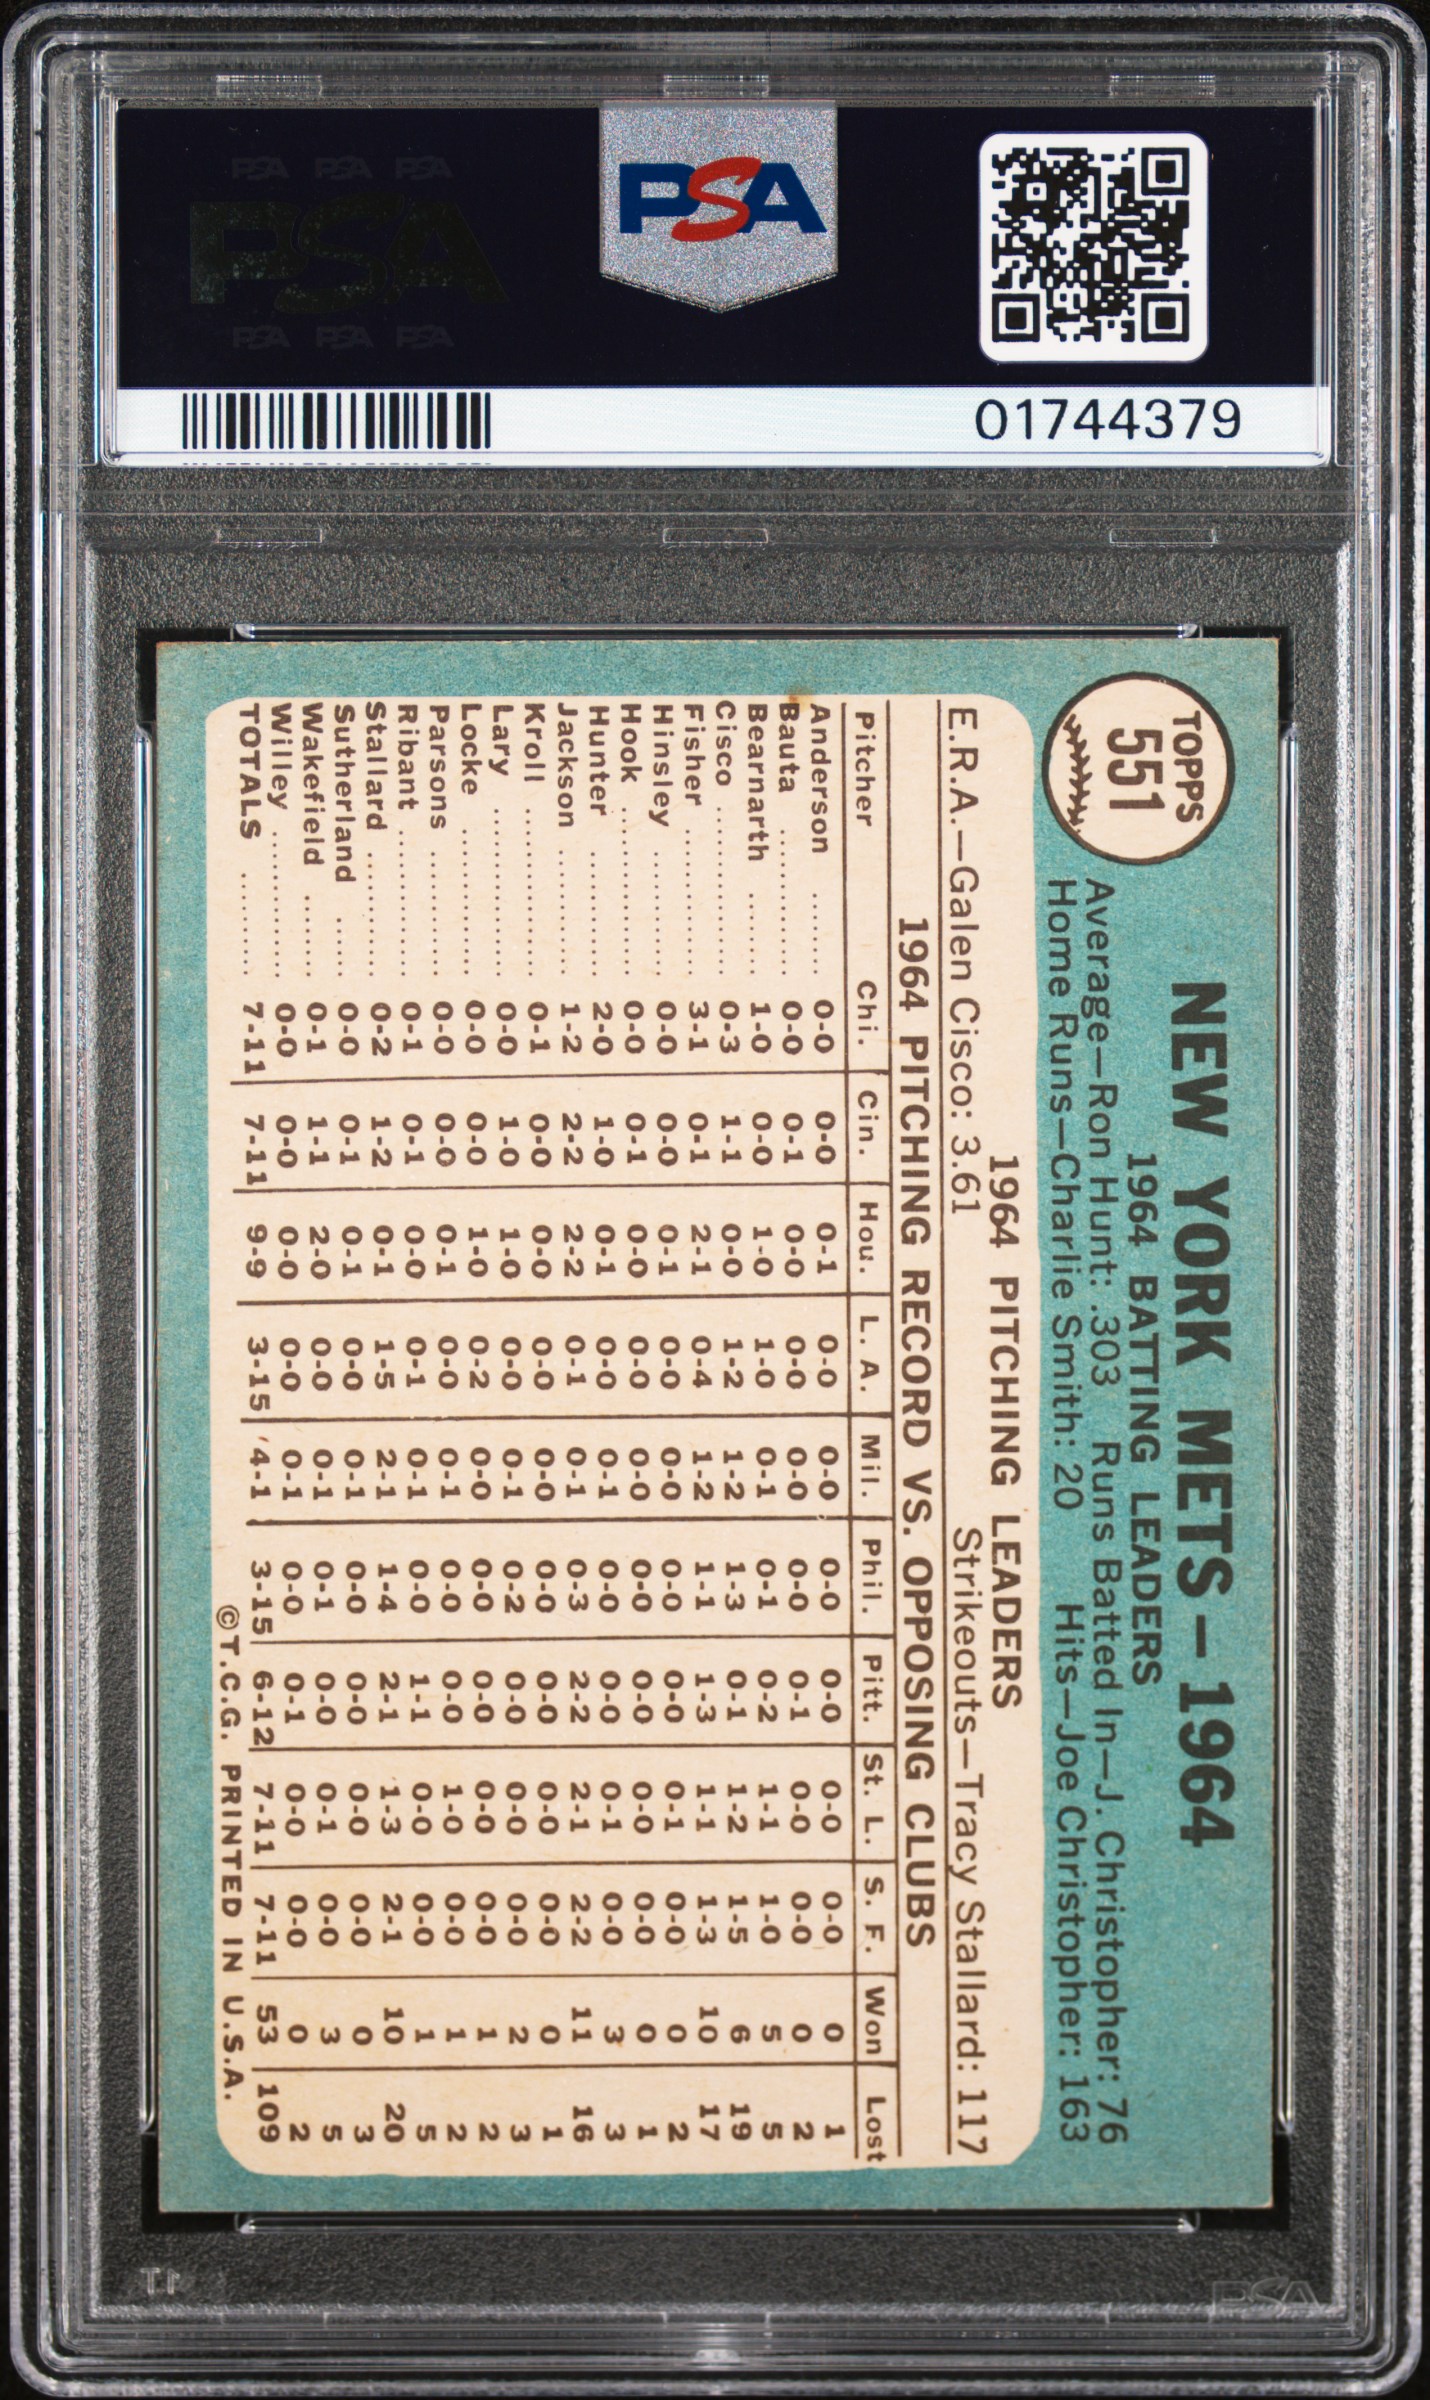 PSA PSA PSA
PSA
PSA PSA PSA
PSA
01744379
TOPPS
551
NEW YORK METS—1964
1964 BATTING LEADERS
Average—Ron Hunt: .303 Runs Batted In—J. Christopher: 76
Home Runs—Charlie Smith: 20 Hits—Joe Christopher: 163
1964 PITCHING LEADERS
E.R.A.—Galen Cisco: 3.61 Strikeouts—Tracy Stallard: 117
1964 PITCHING RECORD VS. OPPOSING CLUBS
Pitcher Chi. Cin. Hou. L. A. Mil. Phil. Pitt. St. L. S. F. Won Lost
Anderson ......... 0-0 0-0 0-1 0-0 0-0 0-0 0-0 0-0 0-0 0 1
Bauta ............... 0-0 0-1 0-0 0-0 0-0 0-0 0-1 0-0 0-0 0 2
Bearnarth ......... 1-0 0-0 1-0 1-0 0-1 0-1 0-2 1-1 1-0 5 5
Cisco ................ 0-3 1-1 0-0 1-2 1-2 1-3 0-1 1-2 1-5 6 19
Fisher ............... 3-1 0-1 2-1 0-4 1-2 1-1 1-3 1-1 1-3 10 17
Hinsley ............. 0-0 0-0 0-1 0-0 0-0 0-0 0-0 0-1 0-0 0 2
Hook ................. 0-0 0-1 0-0 0-0 0-0 0-0 0-0 0-0 0-0 0 1
Hunter .............. 2-0 1-0 0-1 0-0 0-1 0-0 0-0 0-1 0-0 3 3
Jackson ............ 1-2 2-2 2-2 0-1 0-1 0-3 2-2 2-1 2-2 11 16
Kroll .................. 0-1 0-0 0-0 0-0 0-0 0-0 0-0 0-0 0-0 0 1
Lary .................. 0-0 1-0 1-0 0-0 0-1 0-2 0-0 0-0 0-0 2 3
Locke ................ 0-0 0-0 1-0 0-2 0-0 0-0 0-0 0-0 0-0 1 2
Parsons ............. 0-0 0-0 0-1 0-0 0-1 0-0 0-0 1-0 0-0 1 2
Ribant ............... 0-1 0-1 0-0 0-1 0-1 0-0 1-1 0-0 0-0 1 5
Stallard ............. 0-2 1-2 0-1 1-5 2-1 1-4 2-1 1-3 2-1 10 20
Sutherland ....... 0-0 0-1 0-1 0-0 0-1 0-0 0-0 0-0 0-0 0 3
Wakefield ......... 0-1 1-1 2-0 0-0 0-1 0-1 0-0 0-1 0-0 3 5
Willey ................ 0-0 0-0 0-0 0-0 0-1 0-0 0-1 0-0 0-0 0 2
TOTALS ............ 7-11 7-11 9-9 3-15 4-1 3-15 6-12 7-11 7-11 53 109
©T.C.G. PRINTED IN U.S.A.
PSA